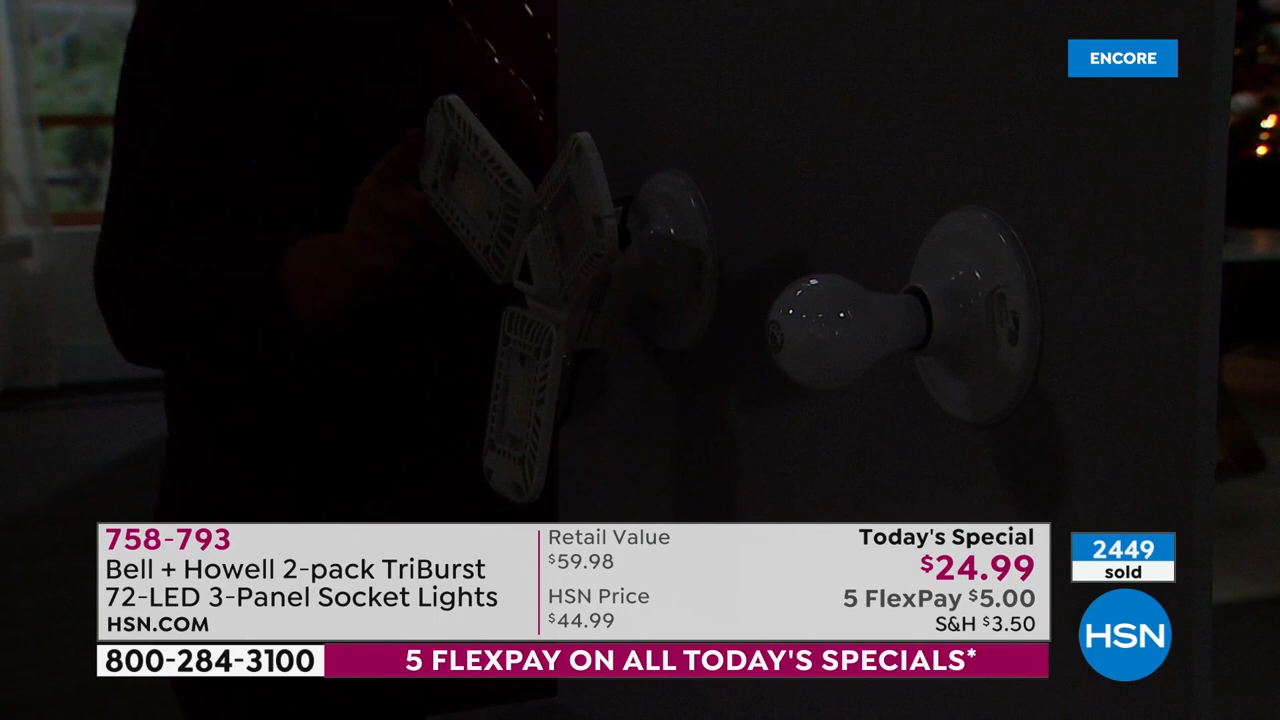 ENCORE
758-793
Bell + Howell 2-pack TriBurst
72-LED 3-Panel Socket Lights
HSN.COM
Retail Value
$59.98
HSN Price
$44.99
Today's Special
$24.99
5 FlexPay $5.00
S&H $3.50
2449
sold
HSN
800-284-3100
5 FLEXPAY ON ALL TODAY'S SPECIALS*